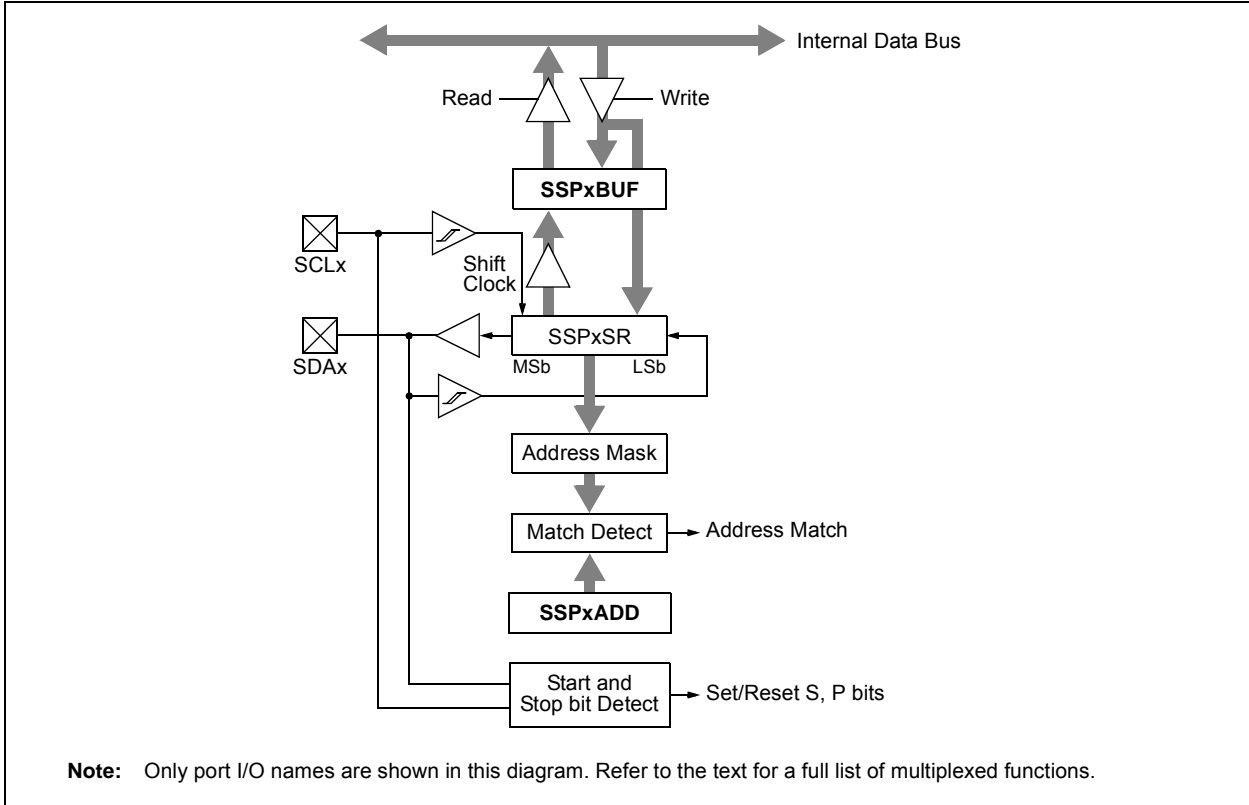 Internal Data Bus
Read
Write
SSPxBUF
SCLx
Shift
Clock
SSPxSR
SDAx
MSb
LSb
Address Mask
Match Detect
Address Match
SSPxADD
Start and
Stop bit Detect
Set/Reset S, P bits
Note: Only port I/O names are shown in this diagram. Refer to the text for a full list of multiplexed functions.